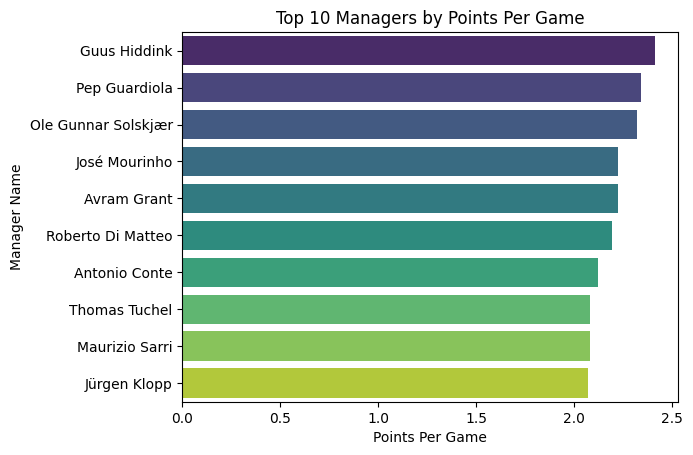 Top 10 Managers by Points Per Game
Manager Name
Guus Hiddink
Pep Guardiola
Ole Gunnar Solskjær
José Mourinho
Avram Grant
Roberto Di Matteo
Antonio Conte
Thomas Tuchel
Maurizio Sarri
Jürgen Klopp
0.0 0.5 1.0 1.5 2.0 2.5
Points Per Game